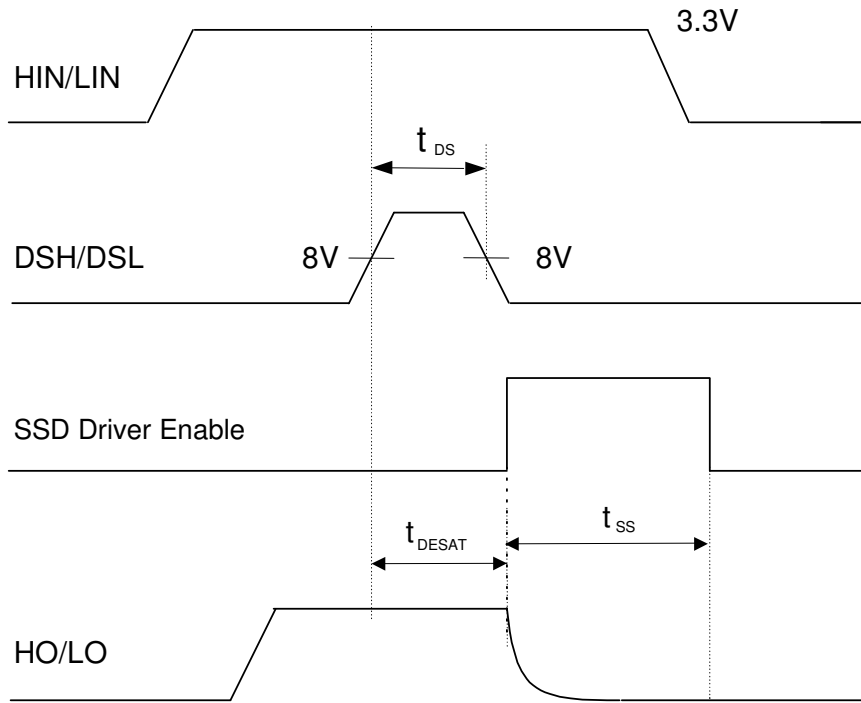 3.3V
HIN/LIN
t DS
DSH/DSL
8V
8V
SSD Driver Enable
t DESAT
t SS
HO/LO